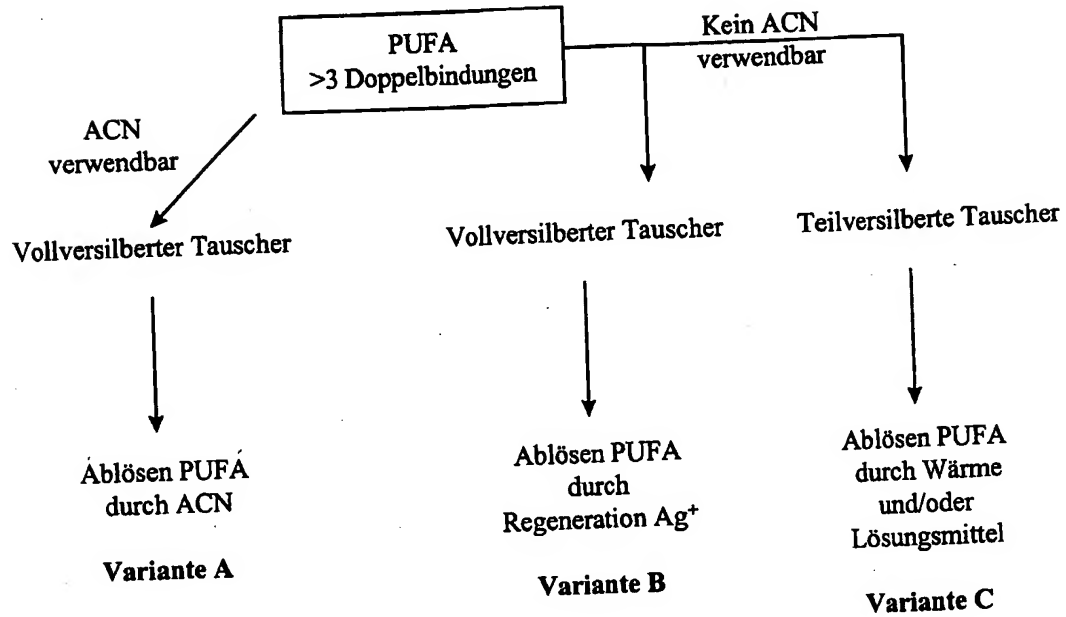 PUFA
>3 Doppelbindungen
Kein ACN
verwendbar
ACN
verwendbar
Vollversilberter Tauscher
Vollversilberter Tauscher
Teilversilberte Tauscher
Ablösen PUFA
durch ACN
Variante A
Ablösen PUFA
durch
Regeneration Ag⁺
Variante B
Ablösen PUFA
durch Wärme
und/oder
Lösungsmittel
Variante C